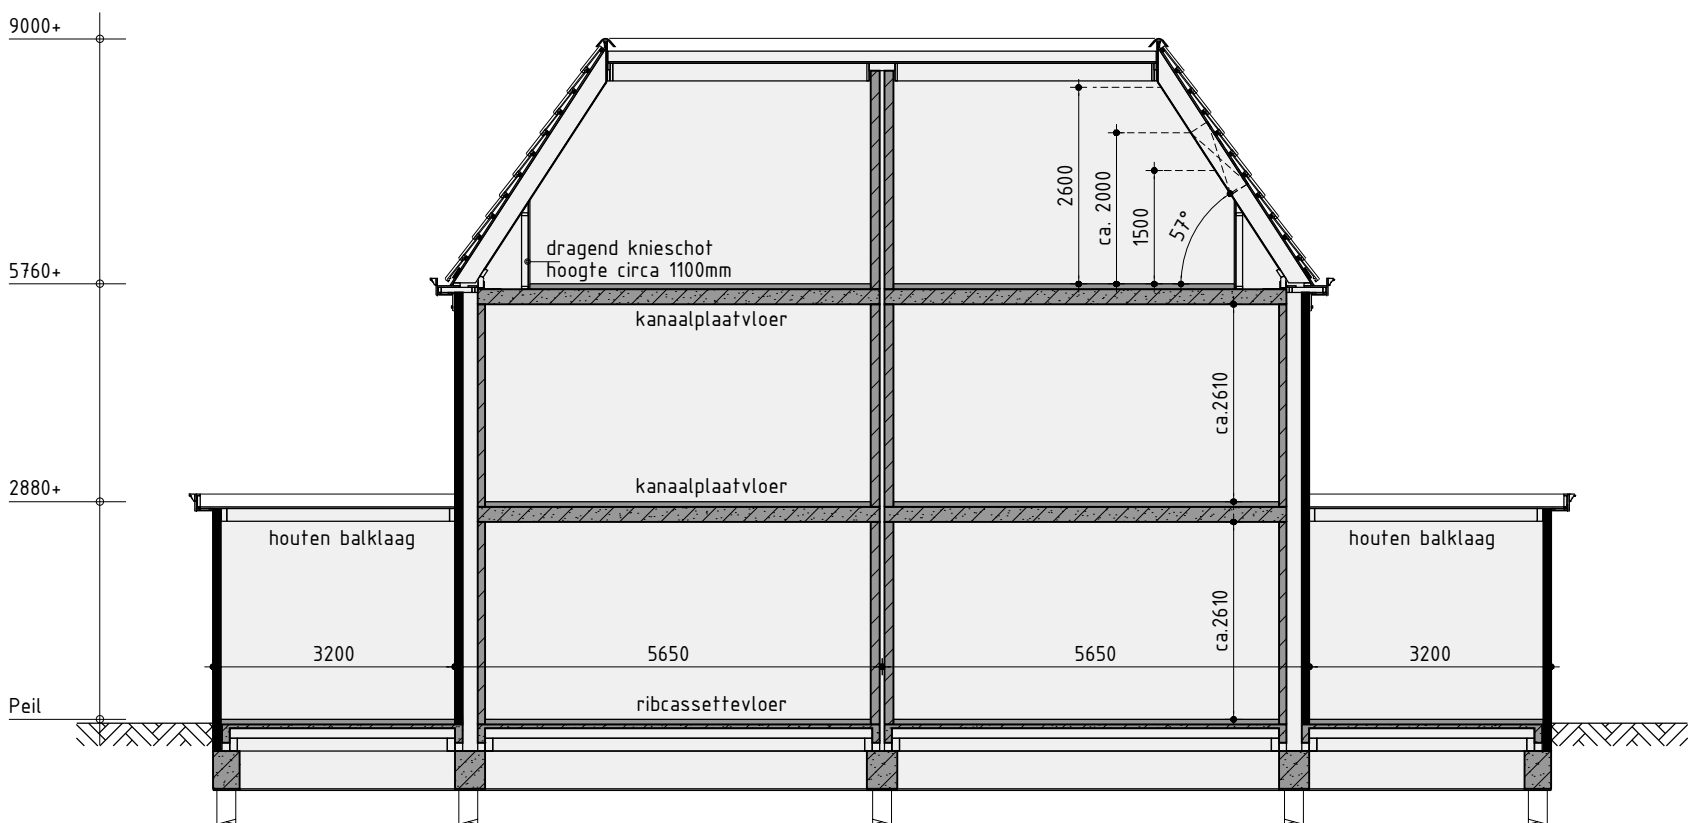 9000+
2600
ca. 2000
1500
57°
dragend knieschot
hoogte circa 1100mm
5760+
kanaalplaatvloer
ca.2610
kanaalplaatvloer
2880+
houten balklaag
houten balklaag
ca.2610
3200
5650
5650
3200
ribcassettevloer
Peil